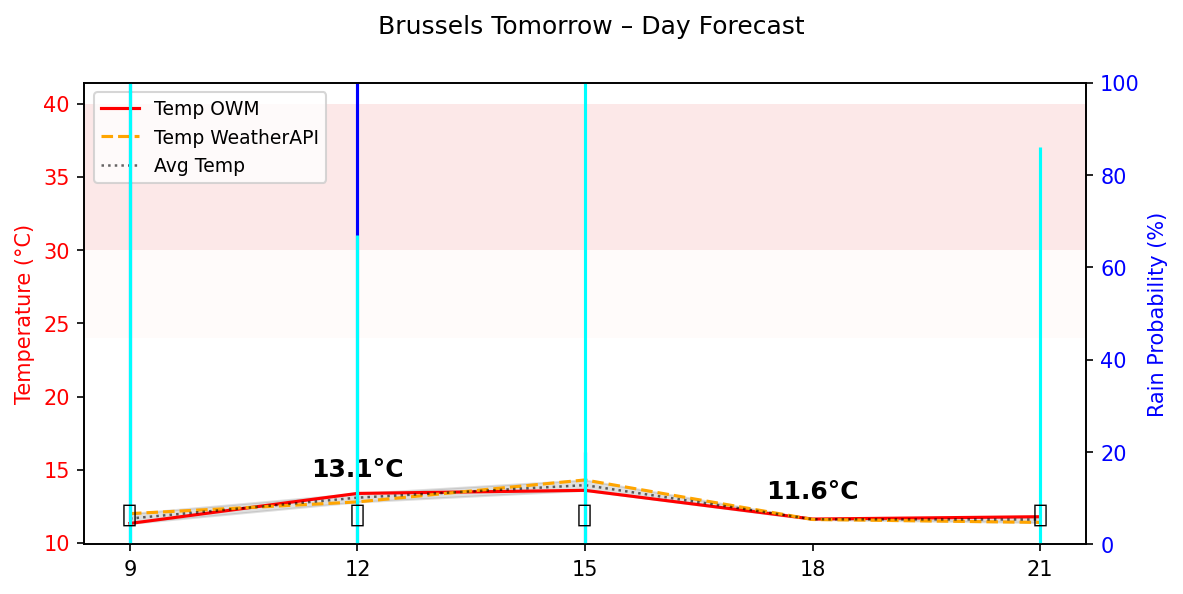 Brussels Tomorrow – Day Forecast
Temp OWM
Temp WeatherAPI
Avg Temp
Temperature (°C)
40
35
30
25
20
15
10
100
80
60
40
20
0
Rain Probability (%)
13.1°C
11.6°C
9
12
15
18
21